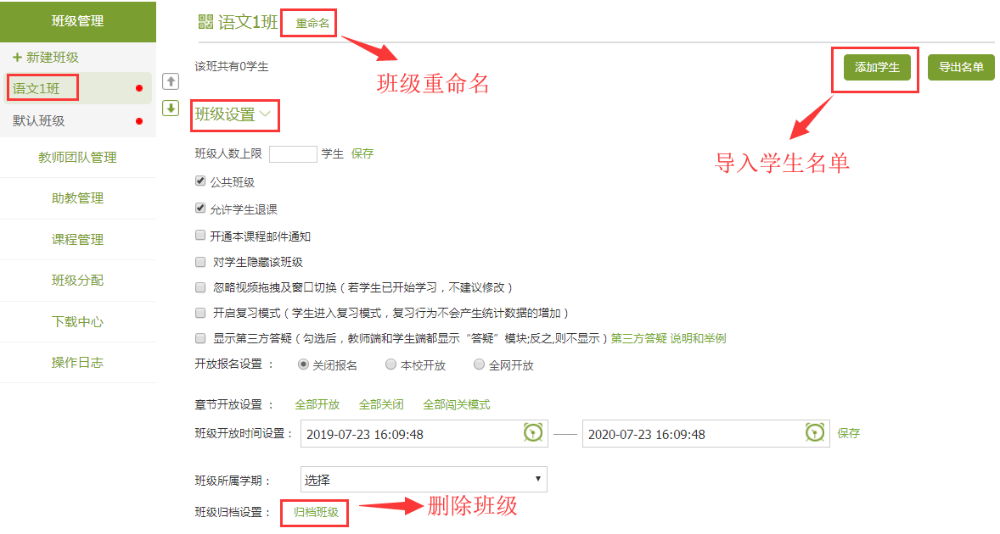 班级管理
+ 新建班级
语文1班
默认班级
教师团队管理
助教管理
课程管理
班级分配
下载中心
操作日志
语文1班 重命名
班级重命名
该班共有0学生
添加学生 导出名单
导入学生名单
班级设置
班级人数上限 学生 保存
公共班级
允许学生退课
开通本课程邮件通知
对学生隐藏该班级
忽略视频拖拽及窗口切换（若学生已开始学习，不建议修改）
开启复习模式（学生进入复习模式，复习行为不会产生统计数据的增加）
显示第三方答疑（勾选后，教师端和学生端都显示“答疑”模块;反之,则不显示）第三方答疑 说明和举例
开放报名设置 ： 关闭报名 本校开放 全网开放
章节开放设置 ： 全部开放 全部关闭 全部闯关模式
班级开放时间设置： 2019-07-23 16:09:48 —— 2020-07-23 16:09:48 保存
班级所属学期： 选择
班级归档设置： 归档班级
删除班级